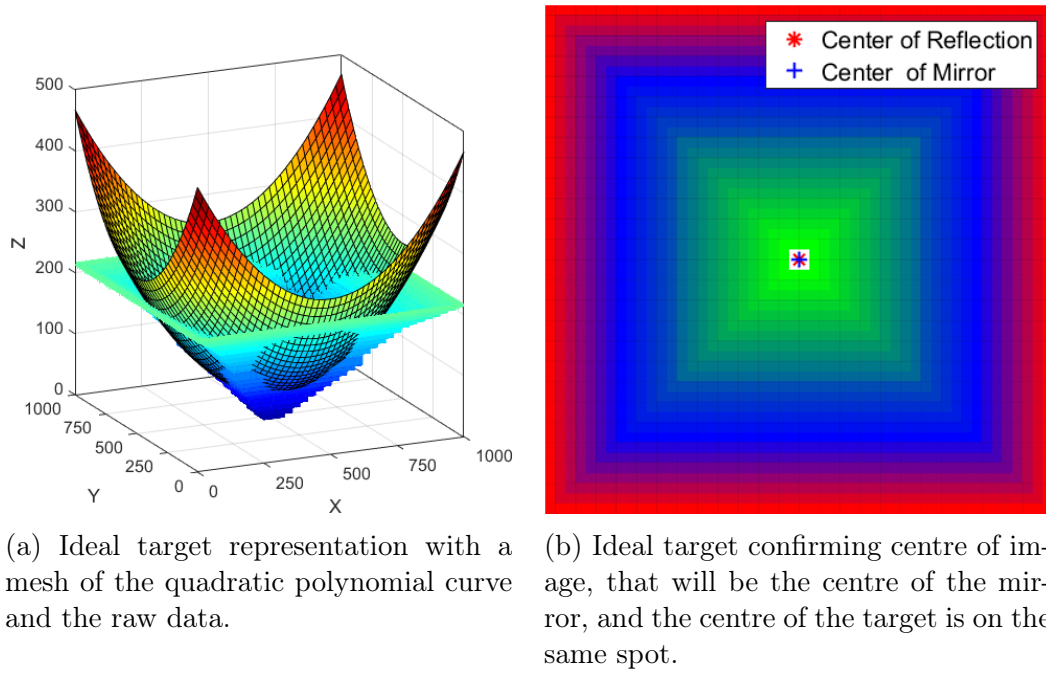 500
400
300
200
100
0
Z
1000
750
500
250
0
Y
0
250
500
750
1000
X
Center of Reflection
Center of Mirror
(a) Ideal target representation with a
mesh of the quadratic polynomial curve
and the raw data.
(b) Ideal target confirming centre of im-
age, that will be the centre of the mir-
ror, and the centre of the target is on the
same spot.